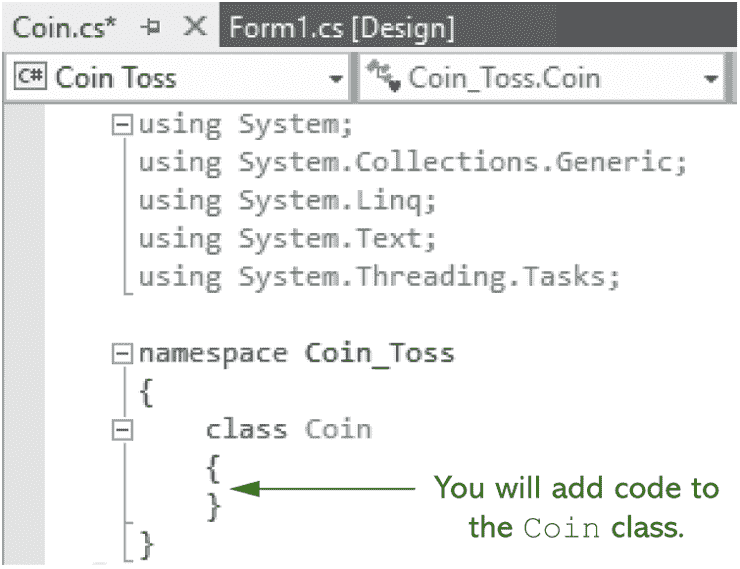 Coin.cs* Form1.cs [Design]
C# Coin Toss Coin_Toss.Coin
using System;
using System.Collections.Generic;
using System.Linq;
using System.Text;
using System.Threading.Tasks;
namespace Coin_Toss
{
class Coin
{
}
}
You will add code to
the Coin class.